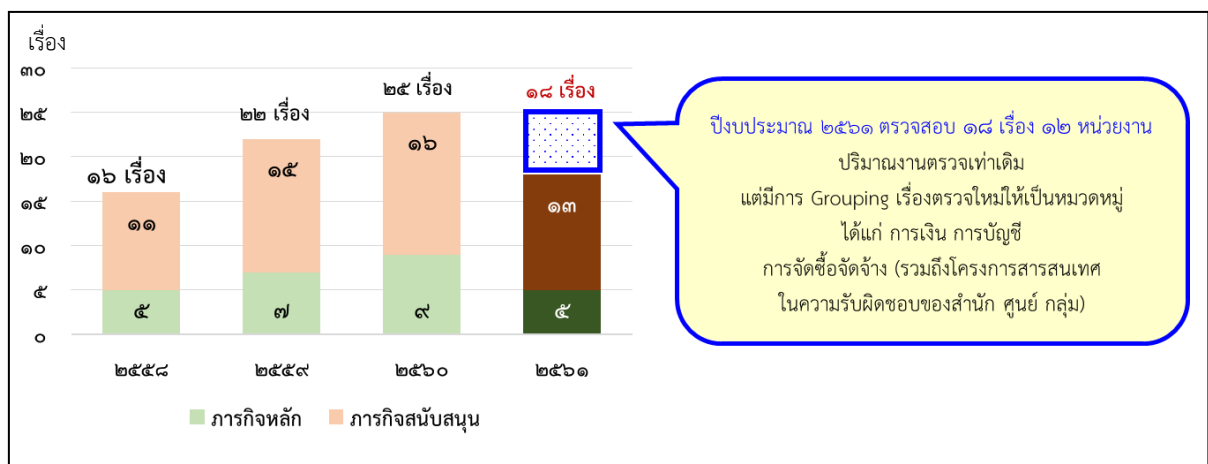 เรื่อง
๓๐
๒๕
๒๐
๑๕
๑๐
๕
๐
๑๖ เรื่อง
๒๒ เรื่อง
๒๕ เรื่อง
๑๘ เรื่อง
๑๑
๑๕
๑๖
๑๓
๕
๗
๙
๕
๒๕๕๘
๒๕๕๙
๒๕๖๐
๒๕๖๑
ภารกิจหลัก
ภารกิจสนับสนุน
ปีงบประมาณ ๒๕๖๑ ตรวจสอบ ๑๘ เรื่อง ๑๒ หน่วยงาน
ปริมาณงานตรวจเท่าเดิม
แต่มีการ Grouping เรื่องตรวจใหม่ให้เป็นหมวดหมู่
ได้แก่ การเงิน การบัญชี
การจัดซื้อจัดจ้าง (รวมถึงโครงการสารสนเทศ
ในความรับผิดชอบของสำนัก ศูนย์ กลุ่ม)